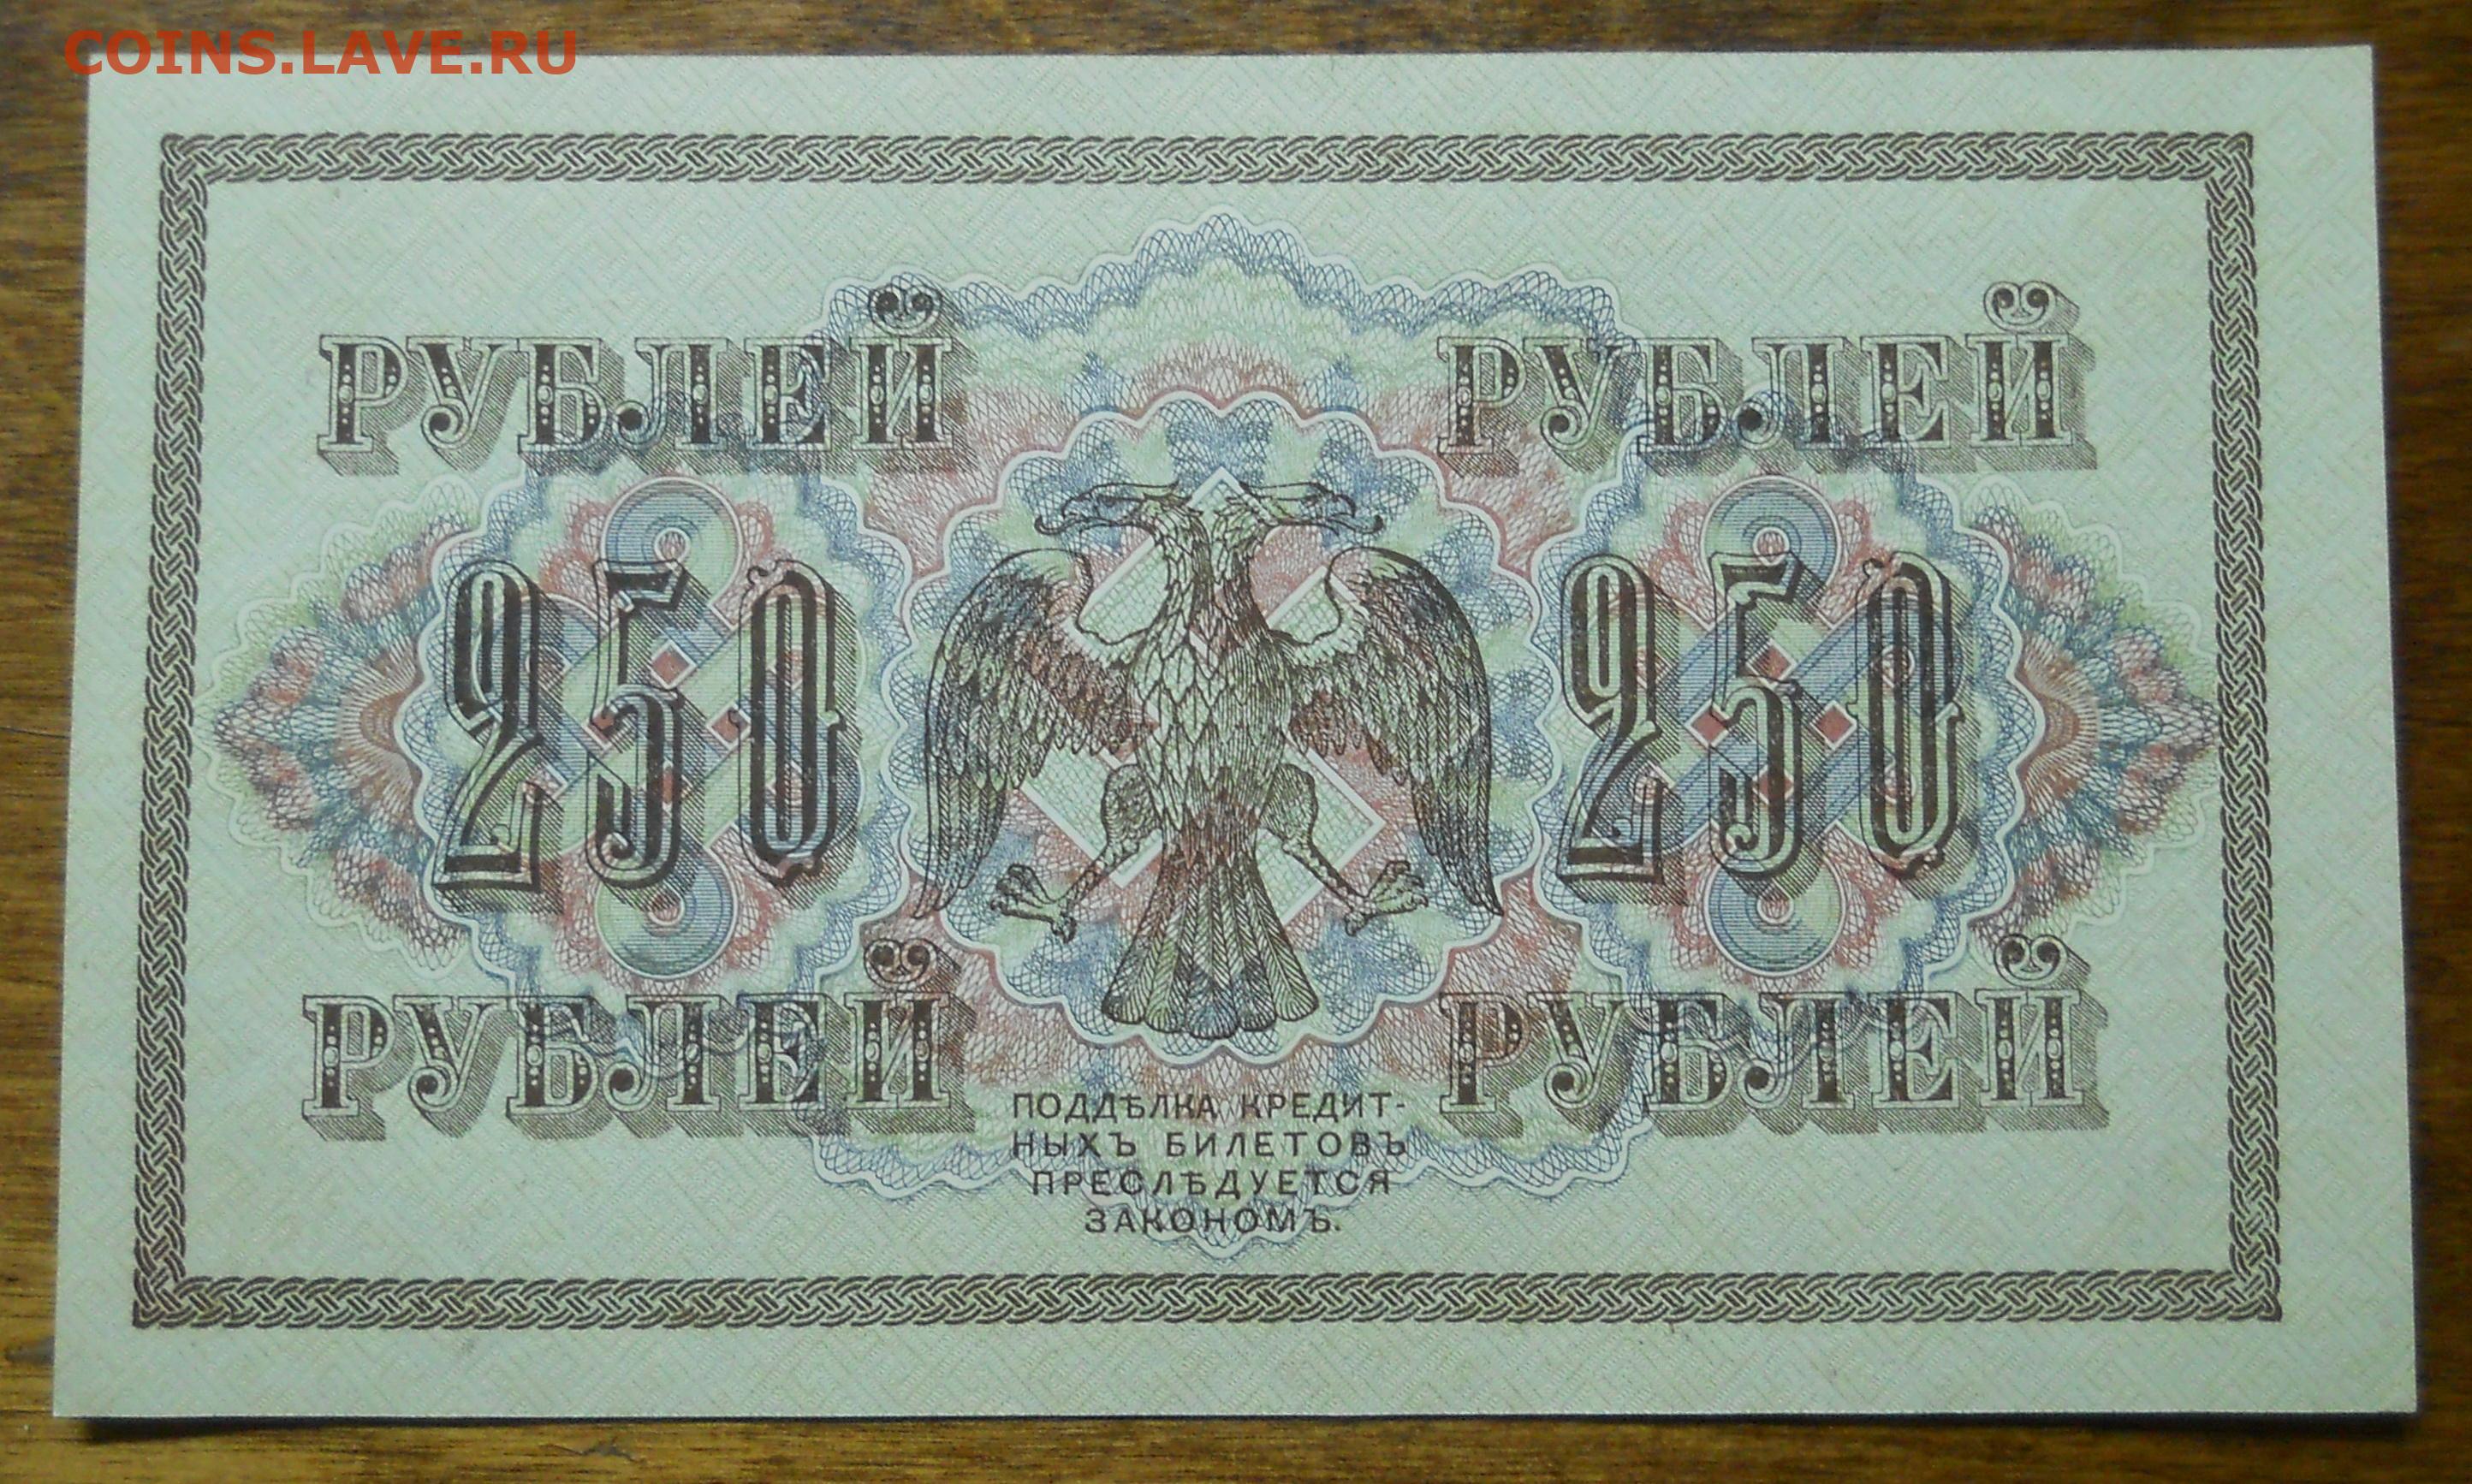 COINS.LAVE.RU
РУБЛЕЙ РУБЛЕЙ
250 250
РУБЛЕЙ РУБЛЕЙ
ПОДДѢЛКА КРЕДИТ-
НЫХЪ БИЛЕТОВЪ
ПРЕСЛѢДУЕТСЯ
ЗАКОНОМЪ.